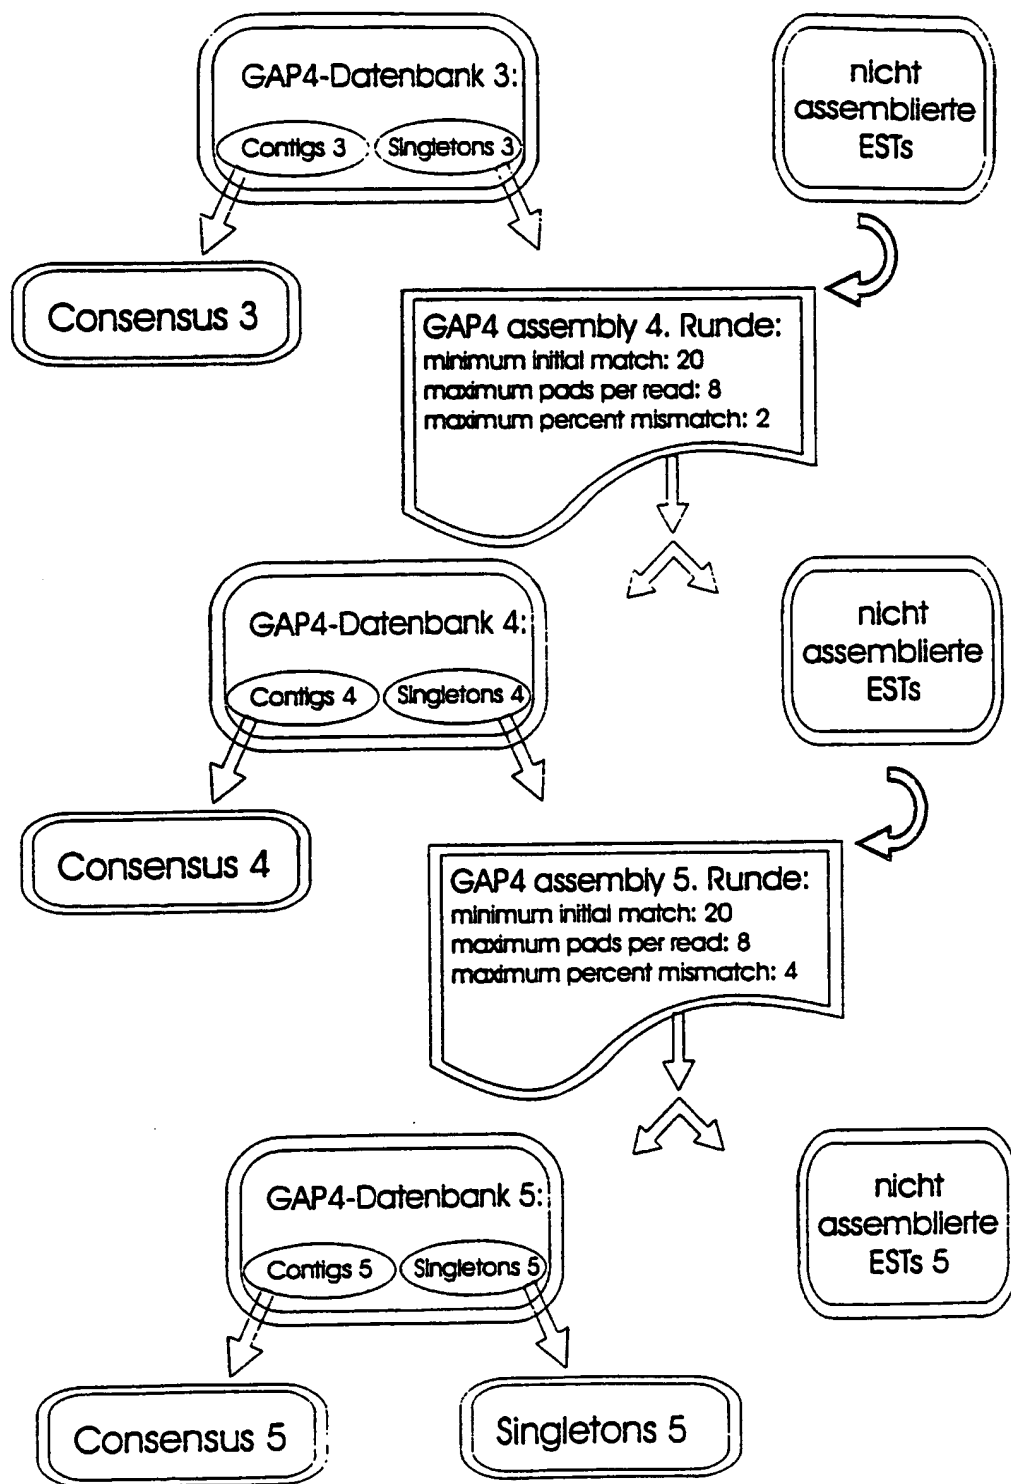 GAP4-Datenbank 3:
Contigs 3
Singletons 3
nicht
assemblierte
ESTs
Consensus 3
GAP4 assembly 4. Runde:
minimum initial match: 20
maximum pads per read: 8
maximum percent mismatch: 2
GAP4-Datenbank 4:
Contigs 4
Singletons 4
nicht
assemblierte
ESTs
Consensus 4
GAP4 assembly 5. Runde:
minimum initial match: 20
maximum pads per read: 8
maximum percent mismatch: 4
GAP4-Datenbank 5:
Contigs 5
Singletons 5
nicht
assemblierte
ESTs 5
Consensus 5
Singletons 5